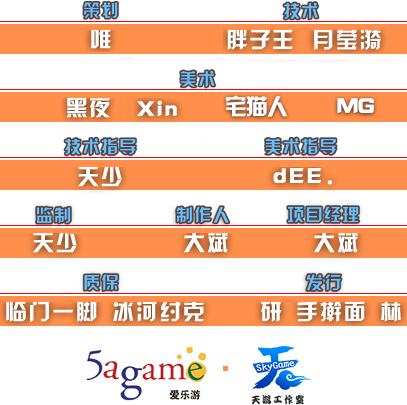 策划 技术
唯 胖子王 月莹漪
美术
黑夜 Xin 宅猫人 MG
技术指导 美术指导
天少 dEE.
监制 制作人 项目经理
天少 大斌 大斌
质保 发行
临门一脚 冰河约克 研 手擀面 林
5agame
爱乐游
SkyGame
天游工作室